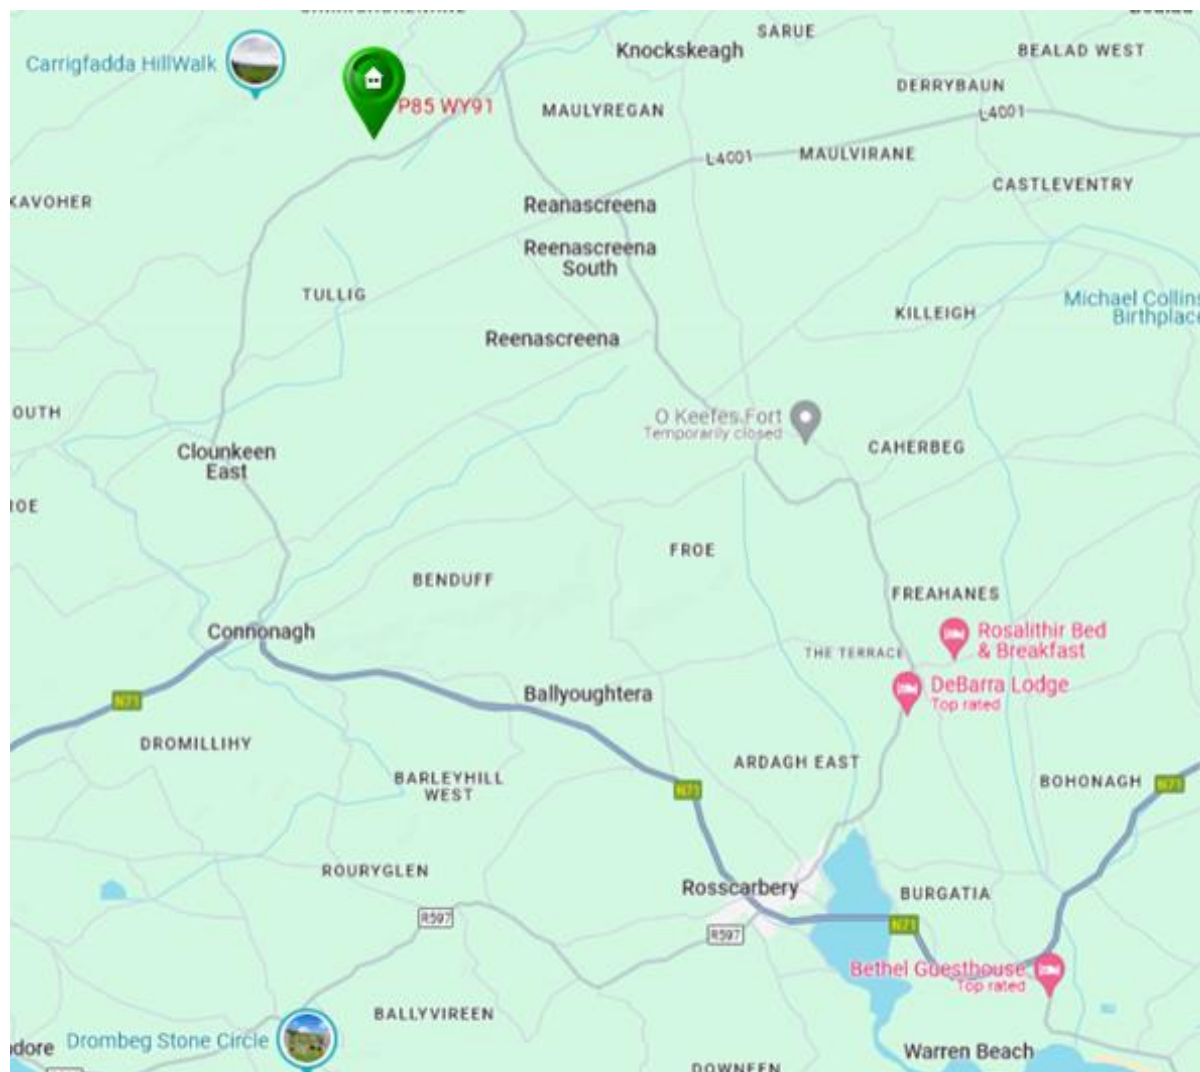 SARUE
Knockskeagh
BEALAD WEST
Carrigfadda HillWalk
DERRYBAUN
P85 WY91
MAULYREGAN
L4001
L4001
MAULVIRANE
CASTLEVENTRY
KAVOHER
Reanascreena
Reenascreena
South
TULLIG
Michael Collins
Birthplace
KILLEIGH
Reenascreena
OUTH
O Keefes Fort
Temporarily closed
CAHERBEG
Clounkeen
East
FROE
BENDUFF
FREAHANES
Connonagh
Rosalithir Bed
& Breakfast
THE TERRACE
DeBarra Lodge
Top rated
Ballyoughtera
N71
DROMILLIHY
ARDAGH EAST
BARLEYHILL
WEST
BOHONAGH
N71
N71
ROURYGLEN
Rosscarbery
BURGATIA
R597
R597
N71
Bethel Guesthouse
Top rated
BALLYVIREEN
Drombeg Stone Circle
dore
Warren Beach
DOWNEEN